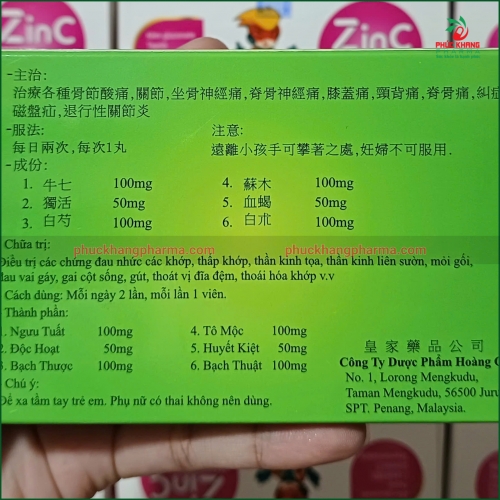 ZinC
ZinC
PHÚC KHANG
-主治:
治療各種骨節酸痛,關節,坐骨神經痛,脊骨神經痛,膝蓋痛,頸背痛,脊骨痛,糾症
磁盤疝,退行性關節炎
-服法:
每日兩次,每次1丸
注意:
遠離小孩手可攀著之處,妊婦不可服用.
-成份:
1. 牛七 100mg
2. 獨活 50mg
3. 白芍 100mg
4. 蘇木 100mg
5. 血蝎 50mg
6. 白朮 100mg
Chữa trị:
phuckhangpharma.com phuckhangpharma.com
Điều trị các chứng đau nhức các khớp, thấp khớp, thần kinh tọa, thần kinh liên sườn, mỏi gối,
đau vai gáy, gai cột sống, gút, thoát vị đĩa đệm, thoái hóa khớp v.v
Cách dùng: Mỗi ngày 2 lần, mỗi lần 1 viên.
Thành phần:
1. Ngưu Tuất 100mg
2. Độc Hoạt 50mg
3. Bạch Thược 100mg
4. Tô Mộc 100mg
5. Huyết Kiệt 50mg
6. Bạch Thuật 100mg
Chú ý:
Để xa tầm tay trẻ em. Phụ nữ có thai không nên dùng.
皇家藥品公司
Công Ty Dược Phẩm Hoàng
No. 1, Lorong Mengkudu,
Taman Mengkudu, 56500 Juru
SPT. Penang, Malaysia.